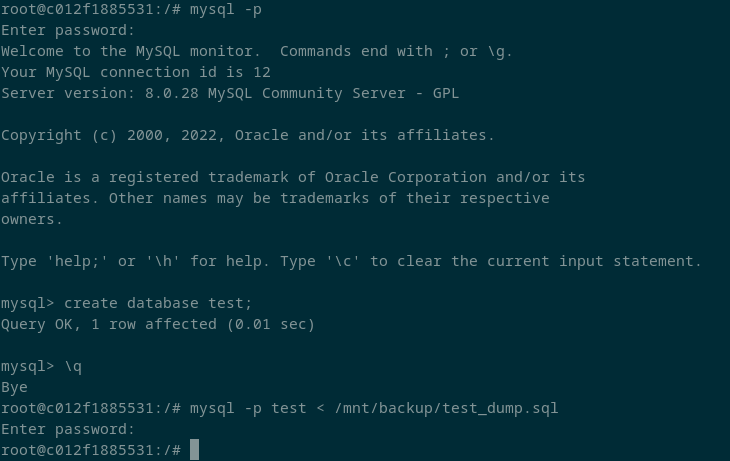 root@c012f1885531:/# mysql -p
Enter password:
Welcome to the MySQL monitor.  Commands end with ; or \g.
Your MySQL connection id is 12
Server version: 8.0.28 MySQL Community Server - GPL

Copyright (c) 2000, 2022, Oracle and/or its affiliates.

Oracle is a registered trademark of Oracle Corporation and/or its
affiliates. Other names may be trademarks of their respective
owners.

Type 'help;' or '\h' for help. Type '\c' to clear the current input statement.

mysql> create database test;
Query OK, 1 row affected (0.01 sec)

mysql> \q
Bye
root@c012f1885531:/# mysql -p test < /mnt/backup/test_dump.sql
Enter password:
root@c012f1885531:/#